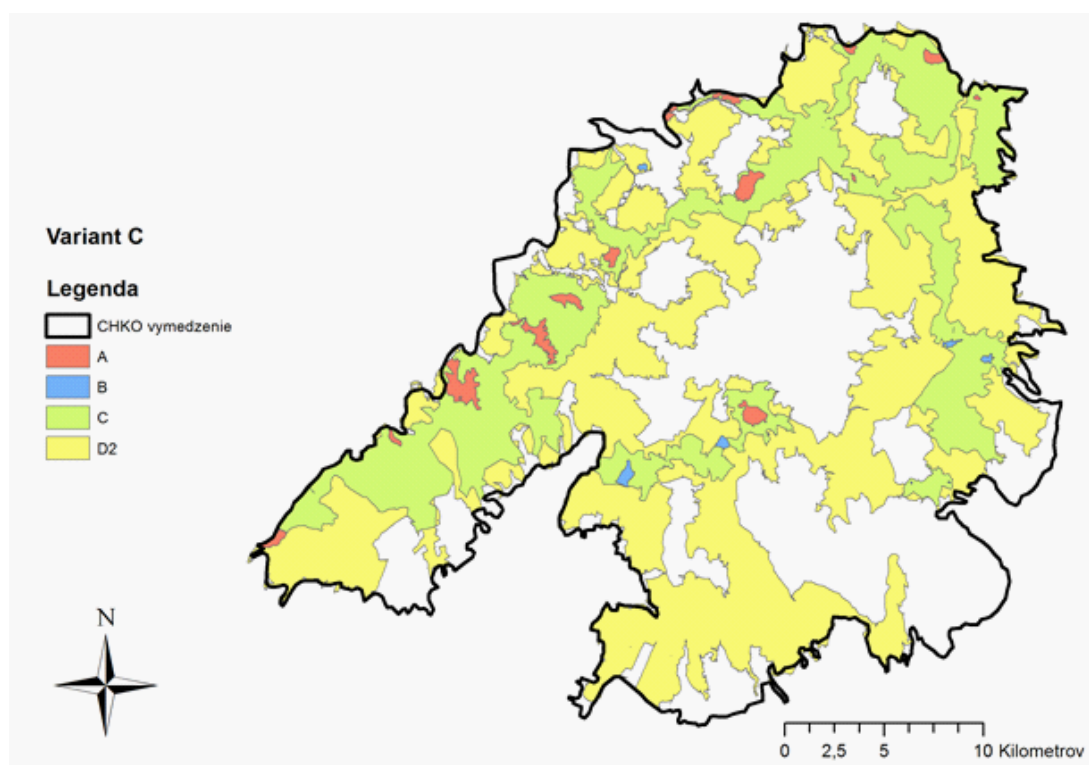 Variant C
Legenda
CHKO vymedzenie
A
B
C
D2
N
0 2,5 5 10 Kilometrov